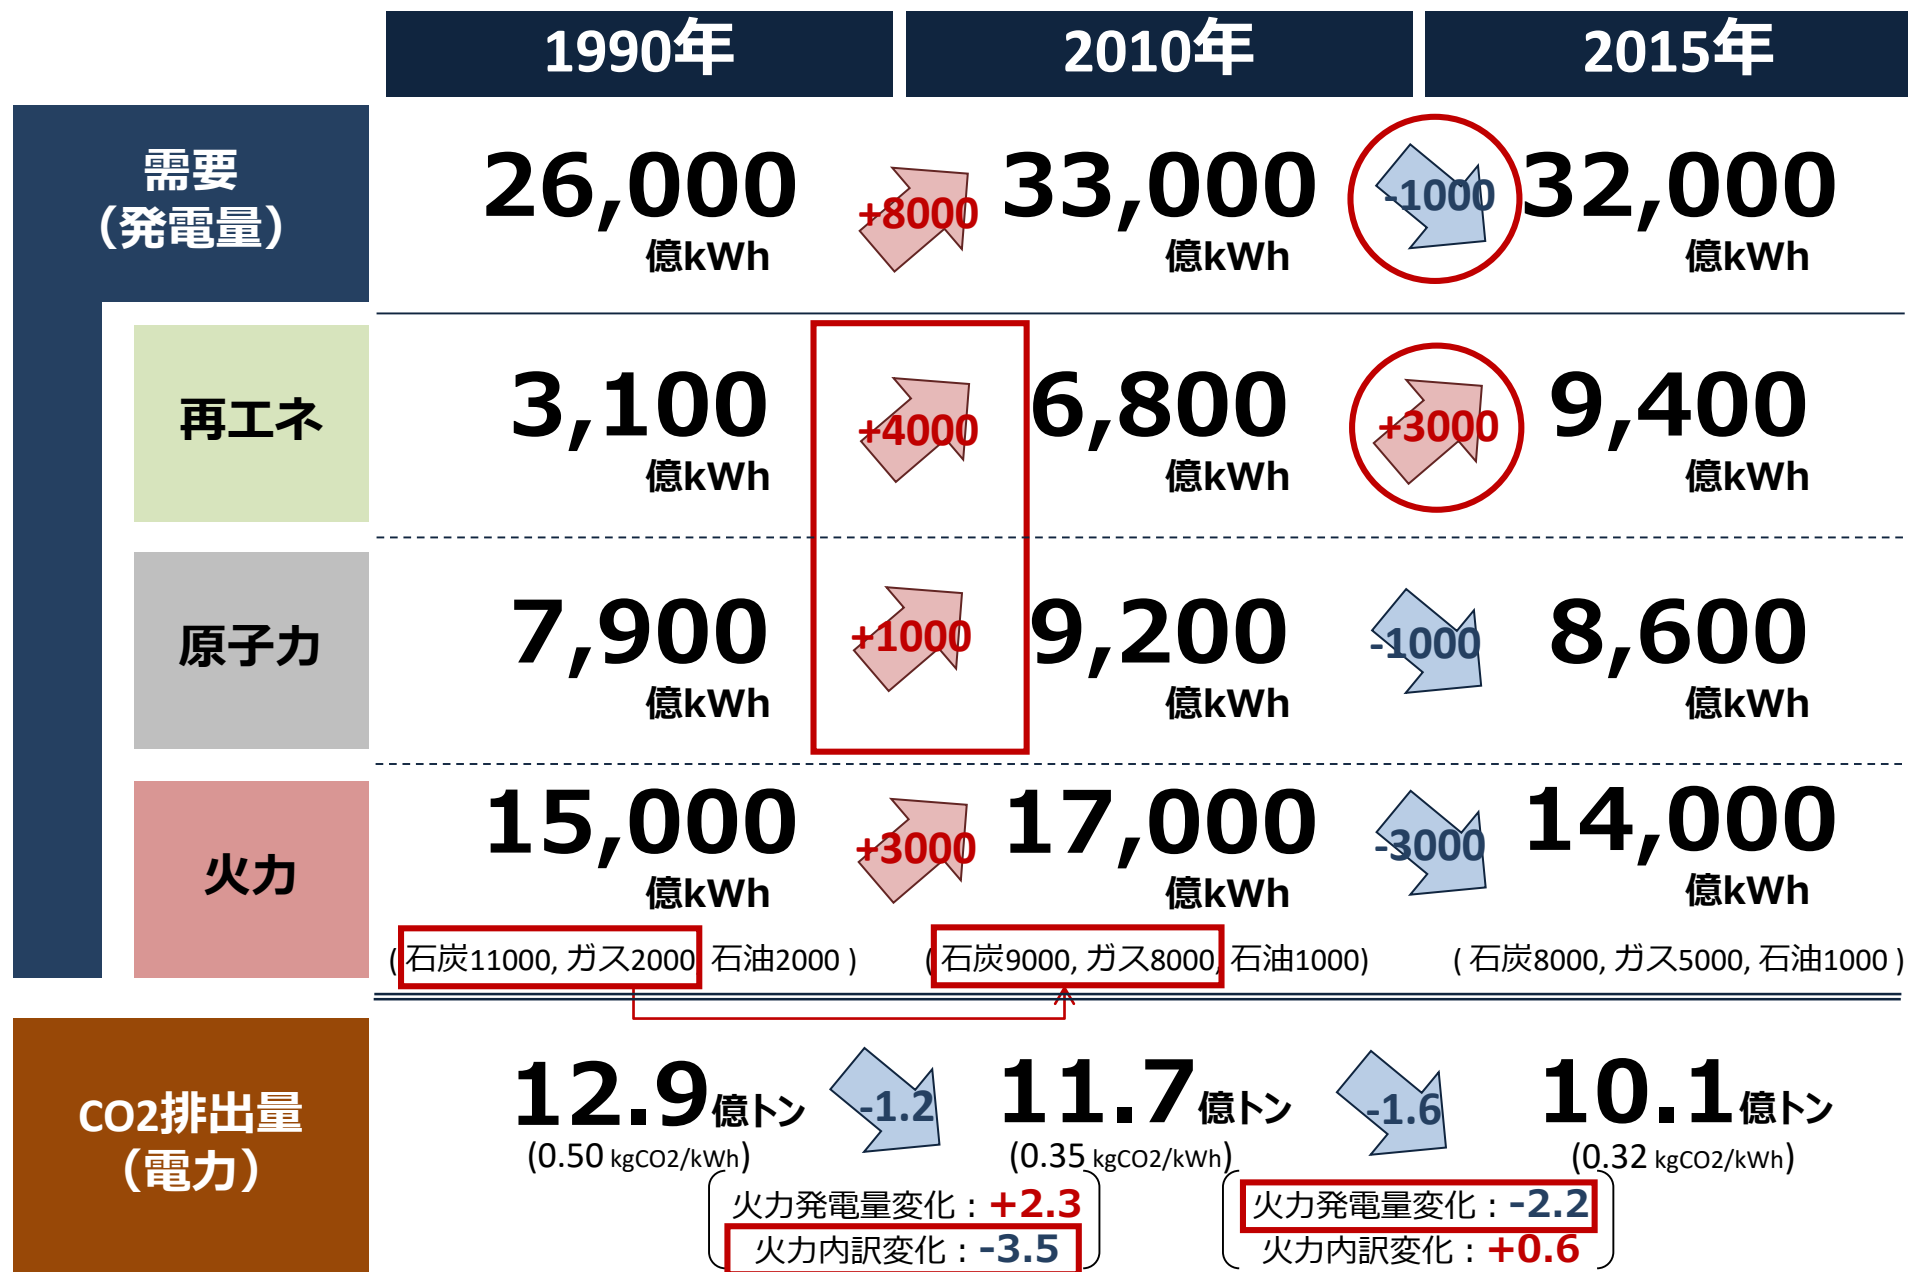 1990年
2010年
2015年
需要
（発電量）
26,000
億kWh
+8000
33,000
億kWh
-1000
32,000
億kWh
再エネ
3,100
億kWh
+4000
6,800
億kWh
+3000
9,400
億kWh
原子力
7,900
億kWh
+1000
9,200
億kWh
-1000
8,600
億kWh
火力
15,000
億kWh
+3000
17,000
億kWh
-3000
14,000
億kWh
( 石炭11000, ガス2000 石油2000 )
( 石炭9000, ガス8000, 石油1000)
( 石炭8000, ガス5000, 石油1000 )
CO2排出量
（電力）
12.9億トン
(0.50 kgCO2/kWh)
-1.2
11.7億トン
(0.35 kgCO2/kWh)
-1.6
10.1億トン
(0.32 kgCO2/kWh)
火力発電量変化：+2.3
火力内訳変化：-3.5
火力発電量変化：-2.2
火力内訳変化：+0.6